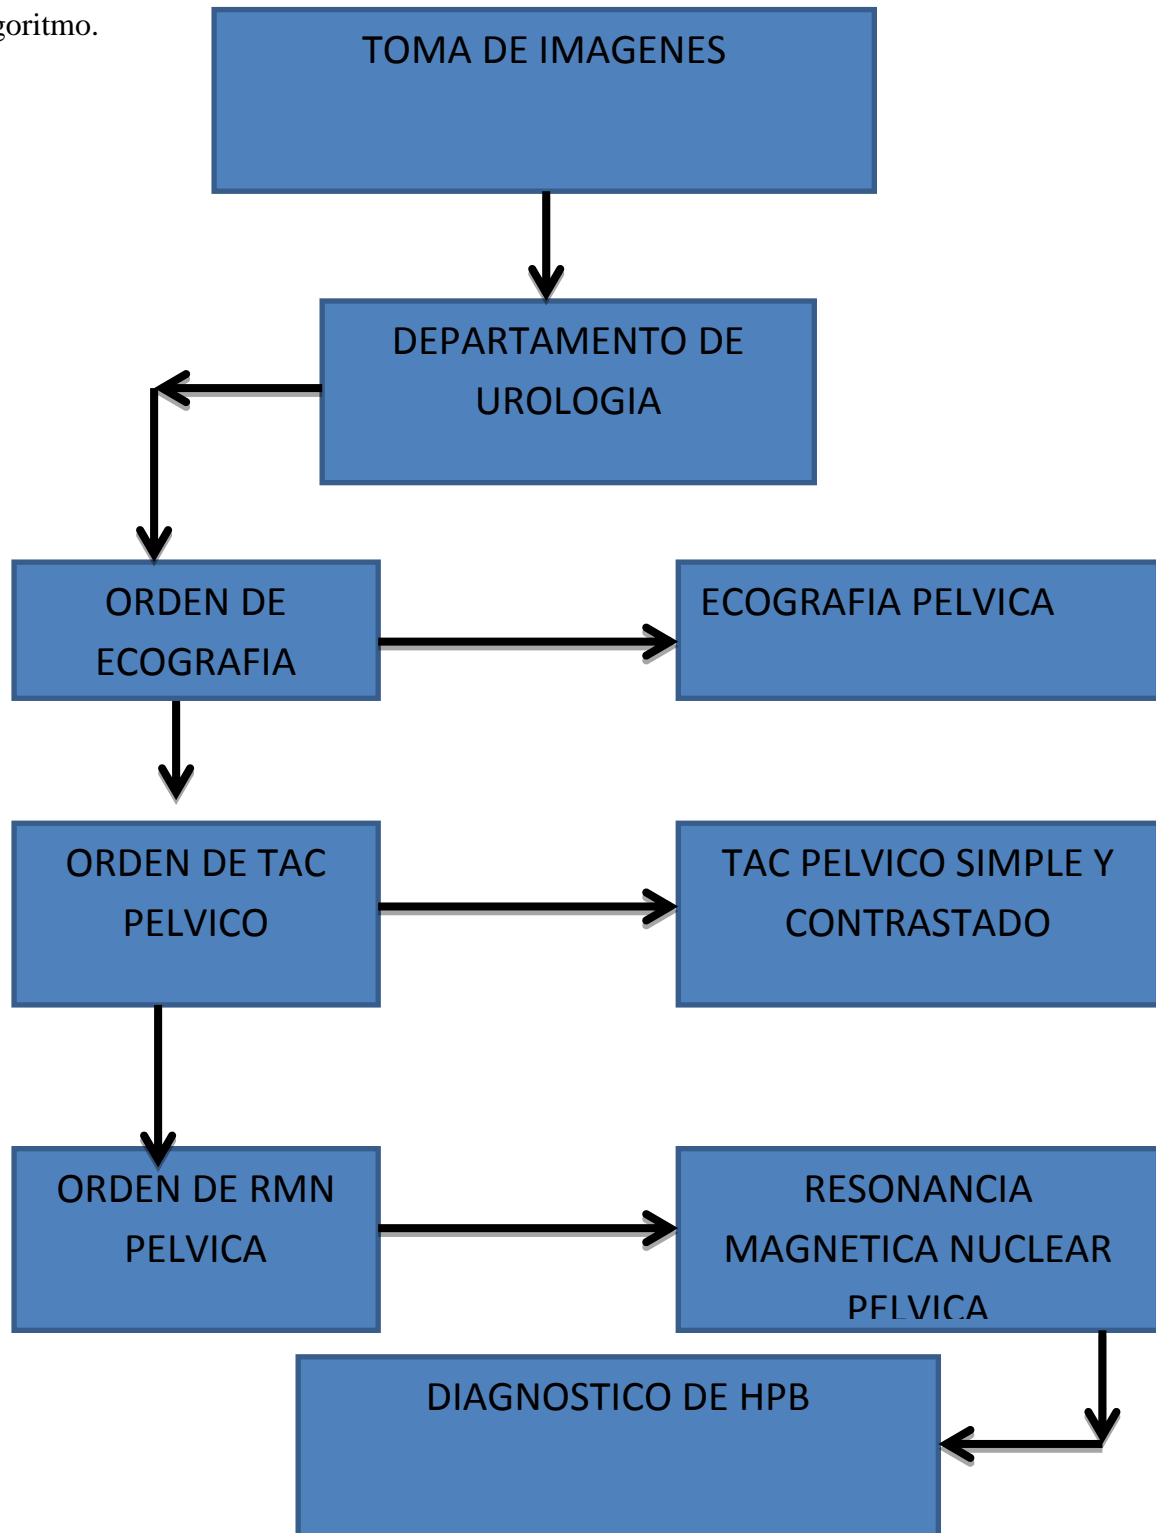 goritmo.
TOMA DE IMAGENES
DEPARTAMENTO DE
UROLOGIA
ORDEN DE
ECOGRAFIA
ECOGRAFIA PELVICA
ORDEN DE TAC
PELVICO
TAC PELVICO SIMPLE Y
CONTRASTADO
ORDEN DE RMN
PELVICA
RESONANCIA
MAGNETICA NUCLEAR
PELVICA
DIAGNOSTICO DE HPB